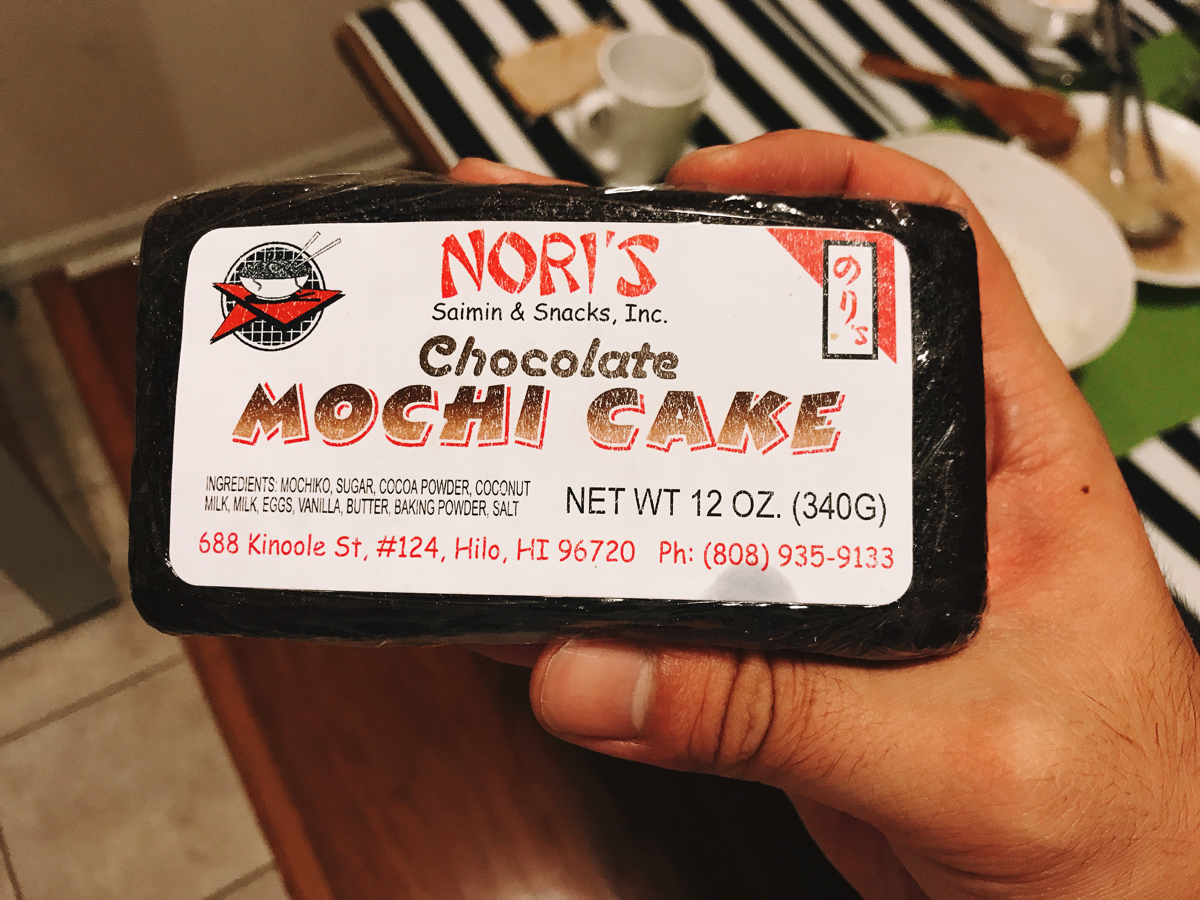 NORI'S
Saimin & Snacks, Inc.
のり's
Chocolate
MOCHI CAKE
INGREDIENTS: MOCHIKO, SUGAR, COCOA POWDER, COCONUT
MILK, MILK, EGGS, VANILLA, BUTTER, BAKING POWDER, SALT
NET WT 12 OZ. (340G)
688 Kinoole St, #124, Hilo, HI 96720 Ph: (808) 935-9133